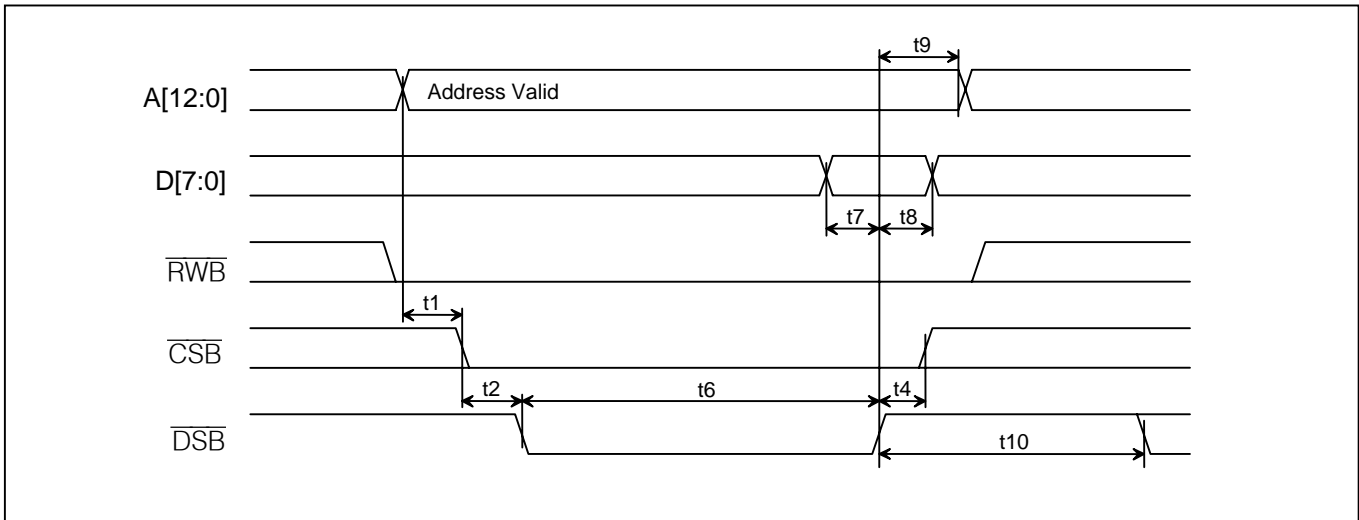 t9
A[12:0]
Address Valid
D[7:0]
t7
t8
RWB
t1
CSB
t2
t6
t4
DSB
t10